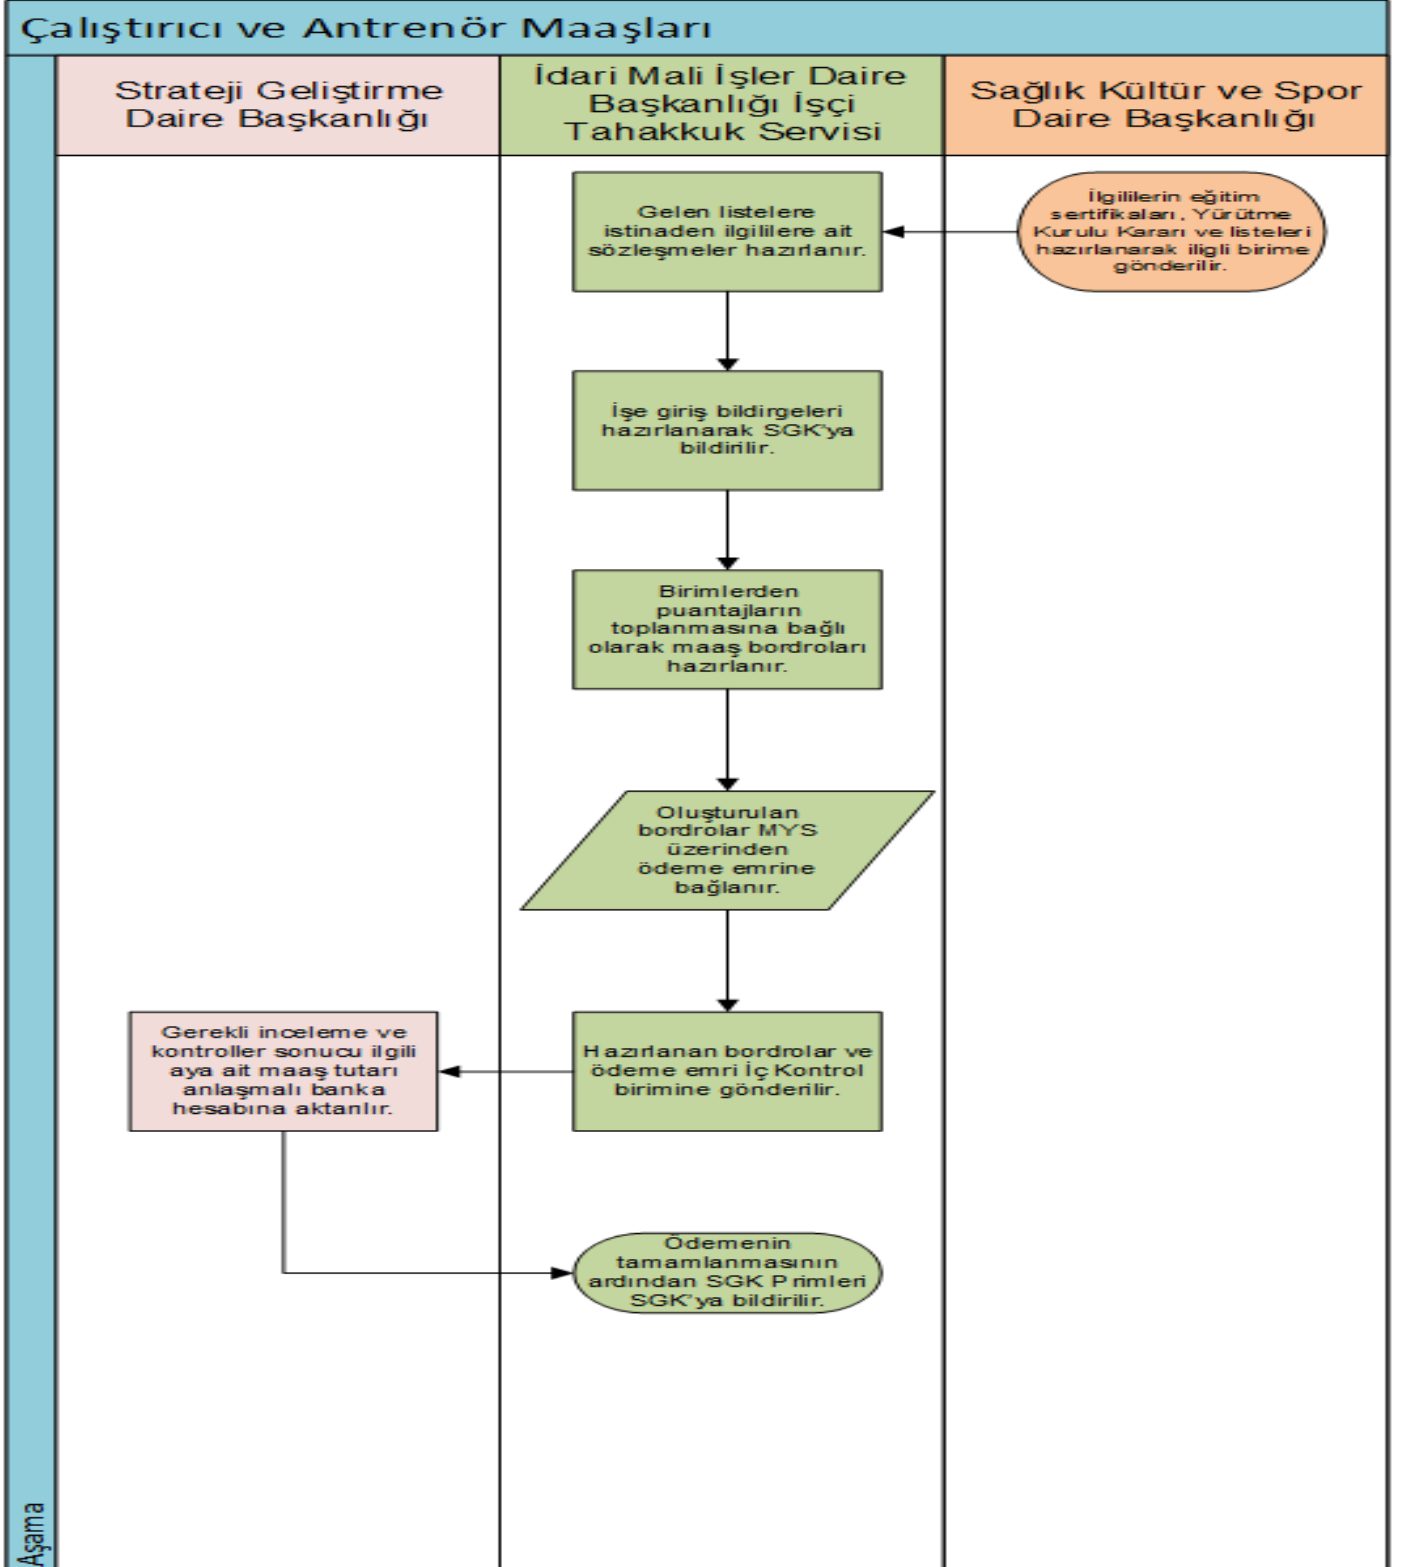 Çalıştırıcı ve Antrenör Maaşları
Strateji Geliştirme
Daire Başkanlığı
İdari Mali İşler Daire
Başkanlığı İşçi
Tahakkuk Servisi
Sağlık Kültür ve Spor
Daire Başkanlığı
İlgililerin eğitim
sertifikaları, Yürütme
Kurulu Kararı ve listeleri
hazırlanarak iligli birime
gönderilir.
Gelen listelere
istinaden ilgililere ait
sözleşmeler hazırlanır.
İşe giriş bildirgeleri
hazırlanarak SGK'ya
bildirilir.
Birimlerden
puantajların
toplanmasına bağlı
olarak maaş bordroları
hazırlanır.
Oluşturulan
bordrolar MYS
üzerinden
ödeme emrine
bağlanır.
Hazırlanan bordrolar ve
ödeme emri İç Kontrol
birimine gönderilir.
Gerekli inceleme ve
kontroller sonucu ilgili
aya ait maaş tutarı
anlaşmalı banka
hesabına aktarılır.
Ödemenin
tamamlanmasının
ardından SGK Primleri
SGK'ya bildirilir.
Aşama